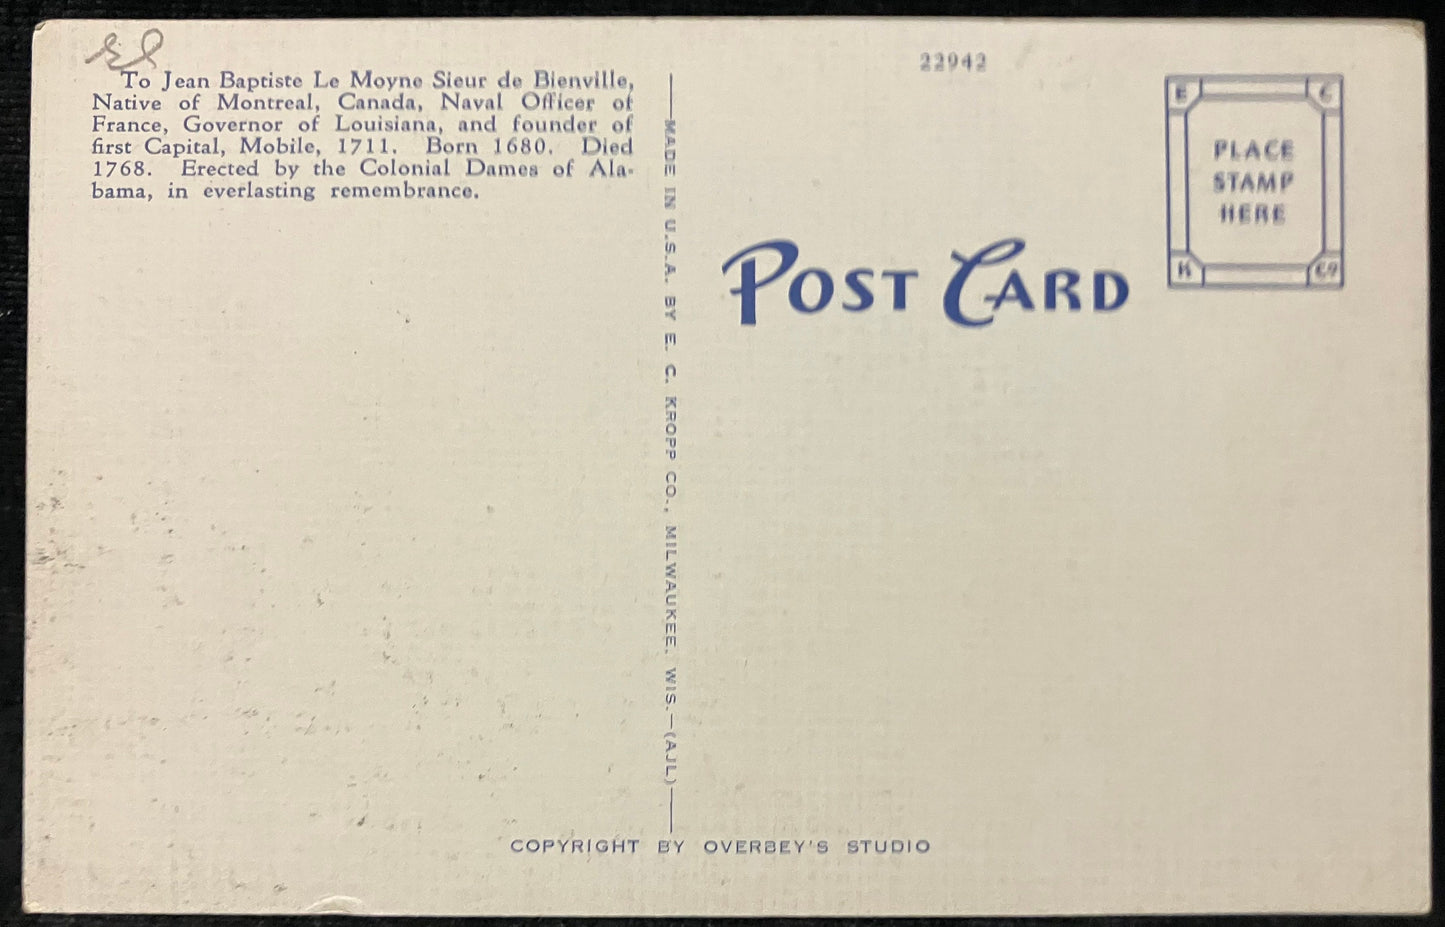 To Jean Baptiste Le Moyne Sieur de Bienville,
Native of Montreal, Canada, Naval Officer of
France, Governor of Louisiana, and founder of
first Capital, Mobile, 1711. Born 1680. Died
1768. Erected by the Colonial Dames of Ala-
bama, in everlasting remembrance.
MADE IN U.S.A. BY E. C. KROPP CO., MILWAUKEE, WIS.—(AJL)
22942
POST CARD
E C
PLACE
STAMP
HERE
K Co
COPYRIGHT BY OVERBEY'S STUDIO